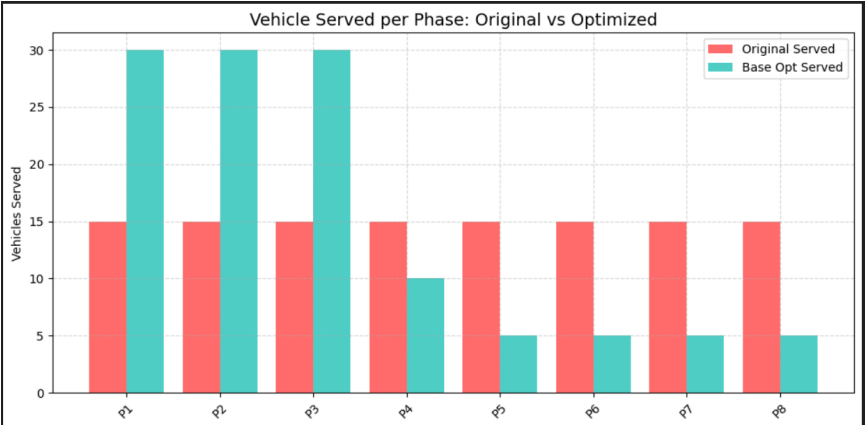 Vehicle Served per Phase: Original vs Optimized
Original Served
Base Opt Served
Vehicles Served
30
25
20
15
10
5
0
P1
P2
P3
P4
P5
P6
P7
P8